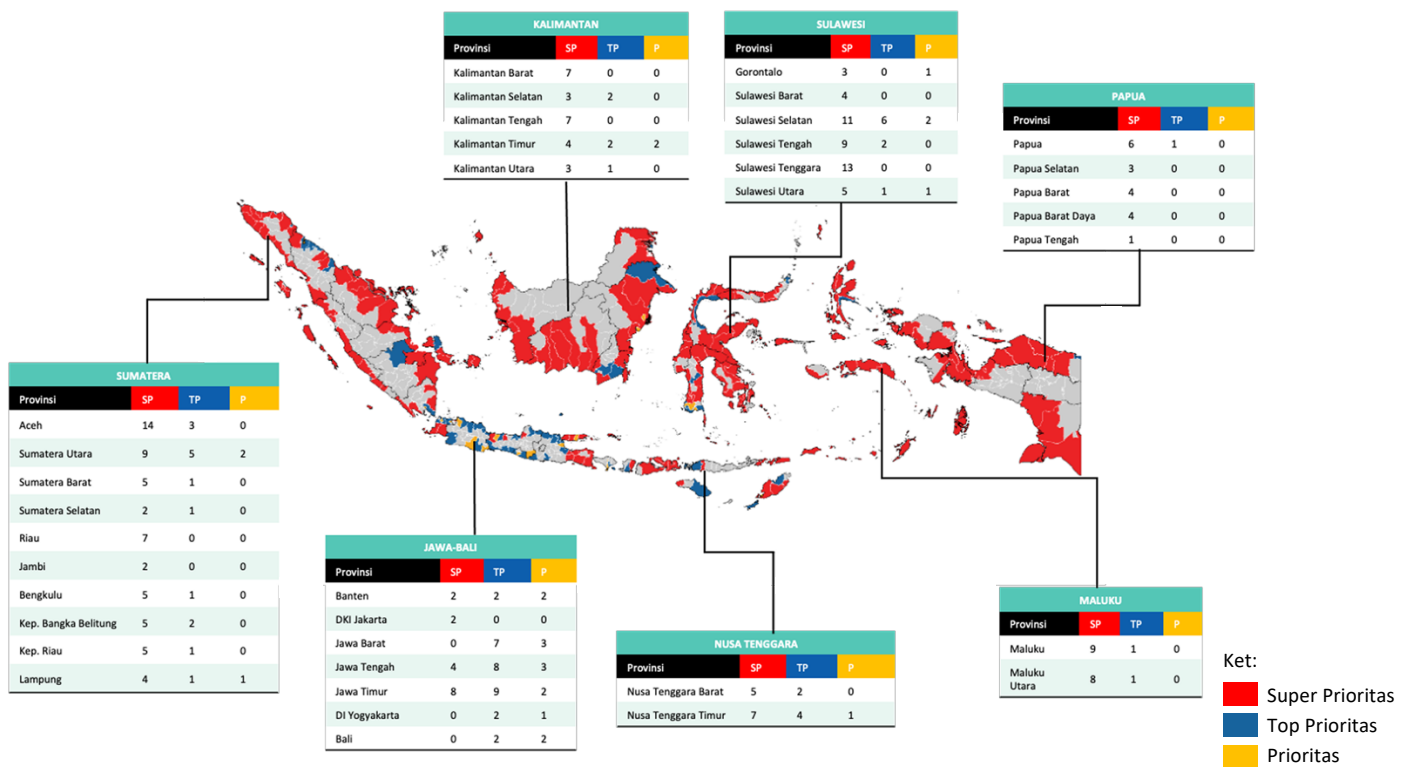 KALIMANTAN
Provinsi SP TP P
Kalimantan Barat 7 0 0
Kalimantan Selatan 3 2 0
Kalimantan Tengah 7 0 0
Kalimantan Timur 4 2 2
Kalimantan Utara 3 1 0
SULAWESI
Provinsi SP TP P
Gorontalo 3 0 1
Sulawesi Barat 4 0 0
Sulawesi Selatan 11 6 2
Sulawesi Tengah 9 2 0
Sulawesi Tenggara 13 0 0
Sulawesi Utara 5 1 1
PAPUA
Provinsi SP TP P
Papua 6 1 0
Papua Selatan 3 0 0
Papua Barat 4 0 0
Papua Barat Daya 4 0 0
Papua Tengah 1 0 0
SUMATERA
Provinsi SP TP P
Aceh 14 3 0
Sumatera Utara 9 5 2
Sumatera Barat 5 1 0
Sumatera Selatan 2 1 0
Riau 7 0 0
Jambi 2 0 0
Bengkulu 5 1 0
Kep. Bangka Belitung 5 2 0
Kep. Riau 5 1 0
Lampung 4 1 1
JAWA-BALI
Provinsi SP TP P
Banten 2 2 2
DKI Jakarta 2 0 0
Jawa Barat 0 7 3
Jawa Tengah 4 8 3
Jawa Timur 8 9 2
DI Yogyakarta 0 2 1
Bali 0 2 2
NUSA TENGGARA
Provinsi SP TP P
Nusa Tenggara Barat 5 2 0
Nusa Tenggara Timur 7 4 1
MALUKU
Provinsi SP TP P
Maluku 9 1 0
Maluku
Utara 8 1 0
Ket:
Super Prioritas
Top Prioritas
Prioritas